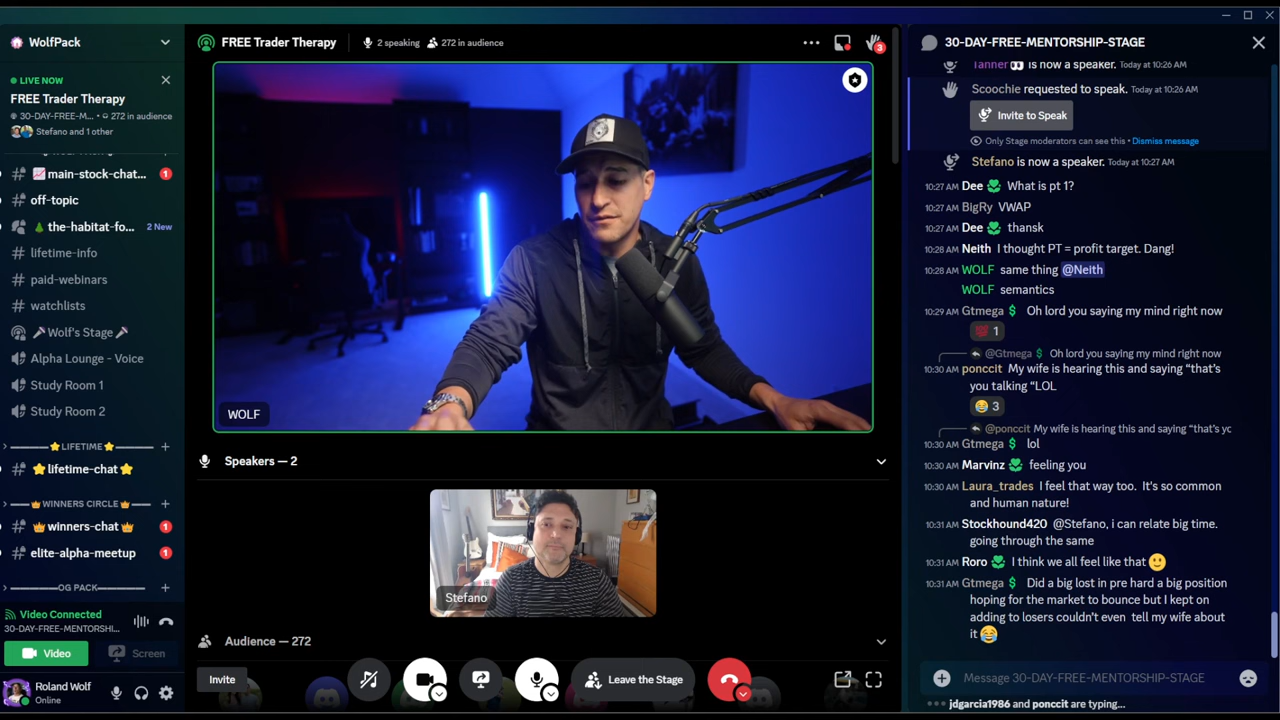 WolfPack
LIVE NOW
FREE Trader Therapy
30-DAY-FREE-M... • 272 in audience
Stefano and 1 other
main-stock-chat... 1
off-topic
the-habitat-fo... 2 New
lifetime-info
paid-webinars
watchlists
Wolf's Stage
Alpha Lounge - Voice
Study Room 1
Study Room 2
LIFETIME
lifetime-chat
WINNERS CIRCLE
winners-chat 1
elite-alpha-meetup 1
OG PACK
Video Connected
30-DAY-FREE-MENTORSHI...
Video
Screen
Roland Wolf
Online
FREE Trader Therapy
2 speaking 272 in audience
3
WOLF
Speakers — 2
Stefano
Audience — 272
Invite
Leave the Stage
30-DAY-FREE-MENTORSHIP-STAGE
Tanner is now a speaker. Today at 10:26 AM
Scoochie requested to speak. Today at 10:26 AM
Invite to Speak
Only Stage moderators can see this • Dismiss message
Stefano is now a speaker. Today at 10:27 AM
10:27 AM Dee What is pt 1?
10:27 AM BigRy VWAP
10:27 AM Dee thansk
10:28 AM Neith I thought PT = profit target. Dang!
10:28 AM WOLF same thing @Neith
WOLF semantics
10:29 AM Gtmega $ Oh lord you saying my mind right now
💯 1
@Gtmega $ Oh lord you saying my mind right now
10:30 AM ponccit My wife is hearing this and saying “that's
you talking “LOL
😂 3
@ponccit My wife is hearing this and saying “that's yc
10:30 AM Gtmega $ lol
10:30 AM Marvinz feeling you
10:30 AM Laura_trades I feel that way too. It's so common
and human nature!
10:31 AM Stockhound420 @Stefano, i can relate big time.
going through the same
10:31 AM Roro I think we all feel like that 🙂
10:31 AM Gtmega $ Did a big lost in pre hard a big position
hoping for the market to bounce but I kept on
adding to losers couldn't even tell my wife about
it 😂
Message 30-DAY-FREE-MENTORSHIP-STAGE
jdgarcia1986 and ponccit are typing...